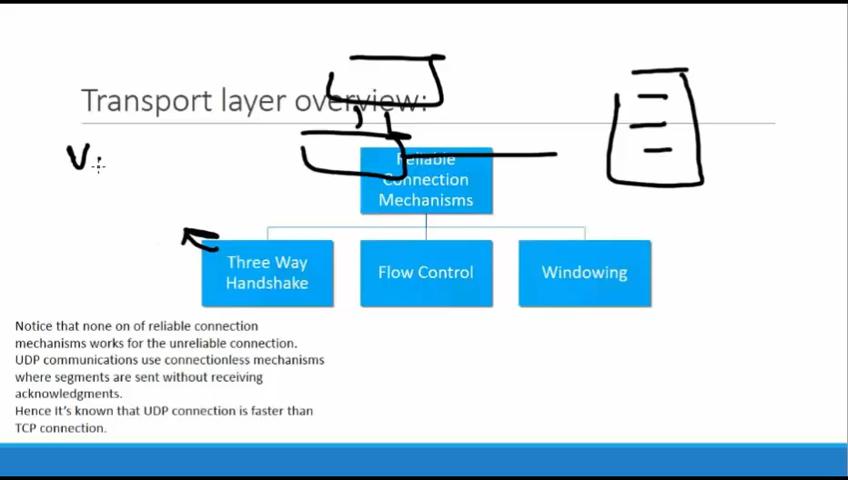 Transport layer overview:
V
Reliable
Connection
Mechanisms
Three Way
Handshake
Flow Control
Windowing
Notice that none on of reliable connection
mechanisms works for the unreliable connection.
UDP communications use connectionless mechanisms
where segments are sent without receiving
acknowledgments.
Hence It's known that UDP connection is faster than
TCP connection.